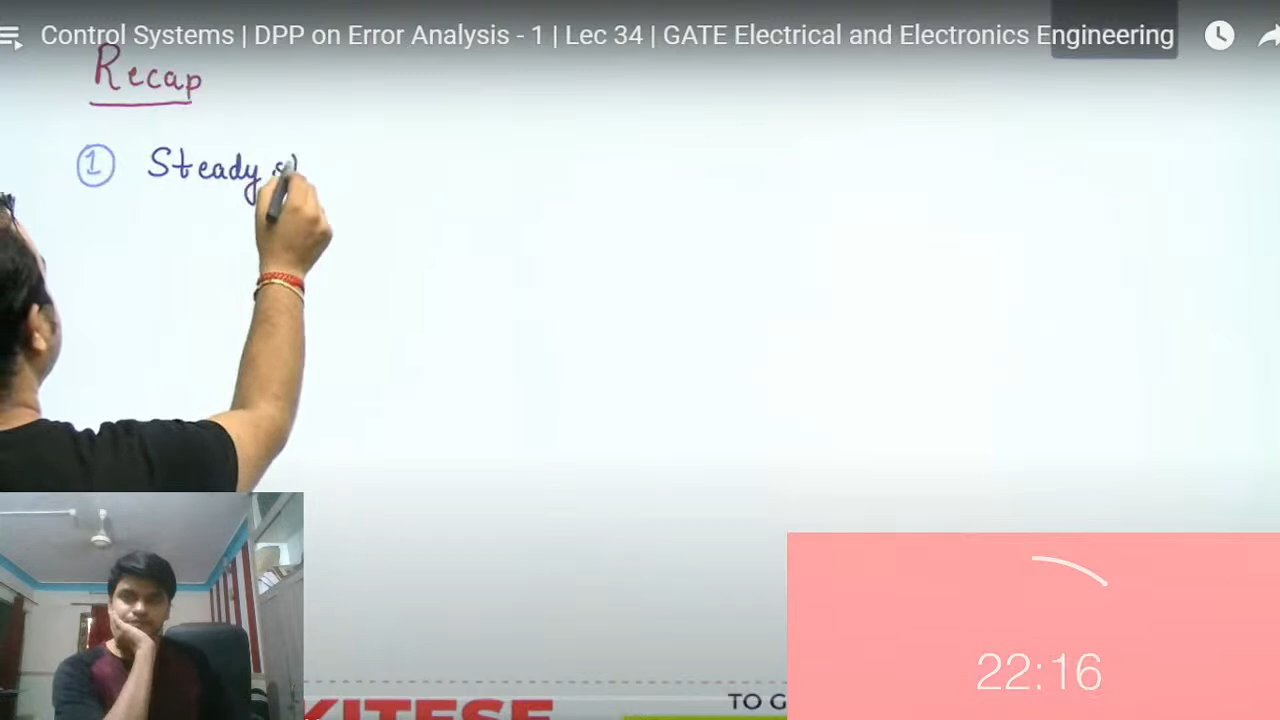 Control Systems | DPP on Error Analysis - 1 | Lec 34 | GATE Electrical and Electronics Engineering
Recap
1 Steady
22:16
TO G